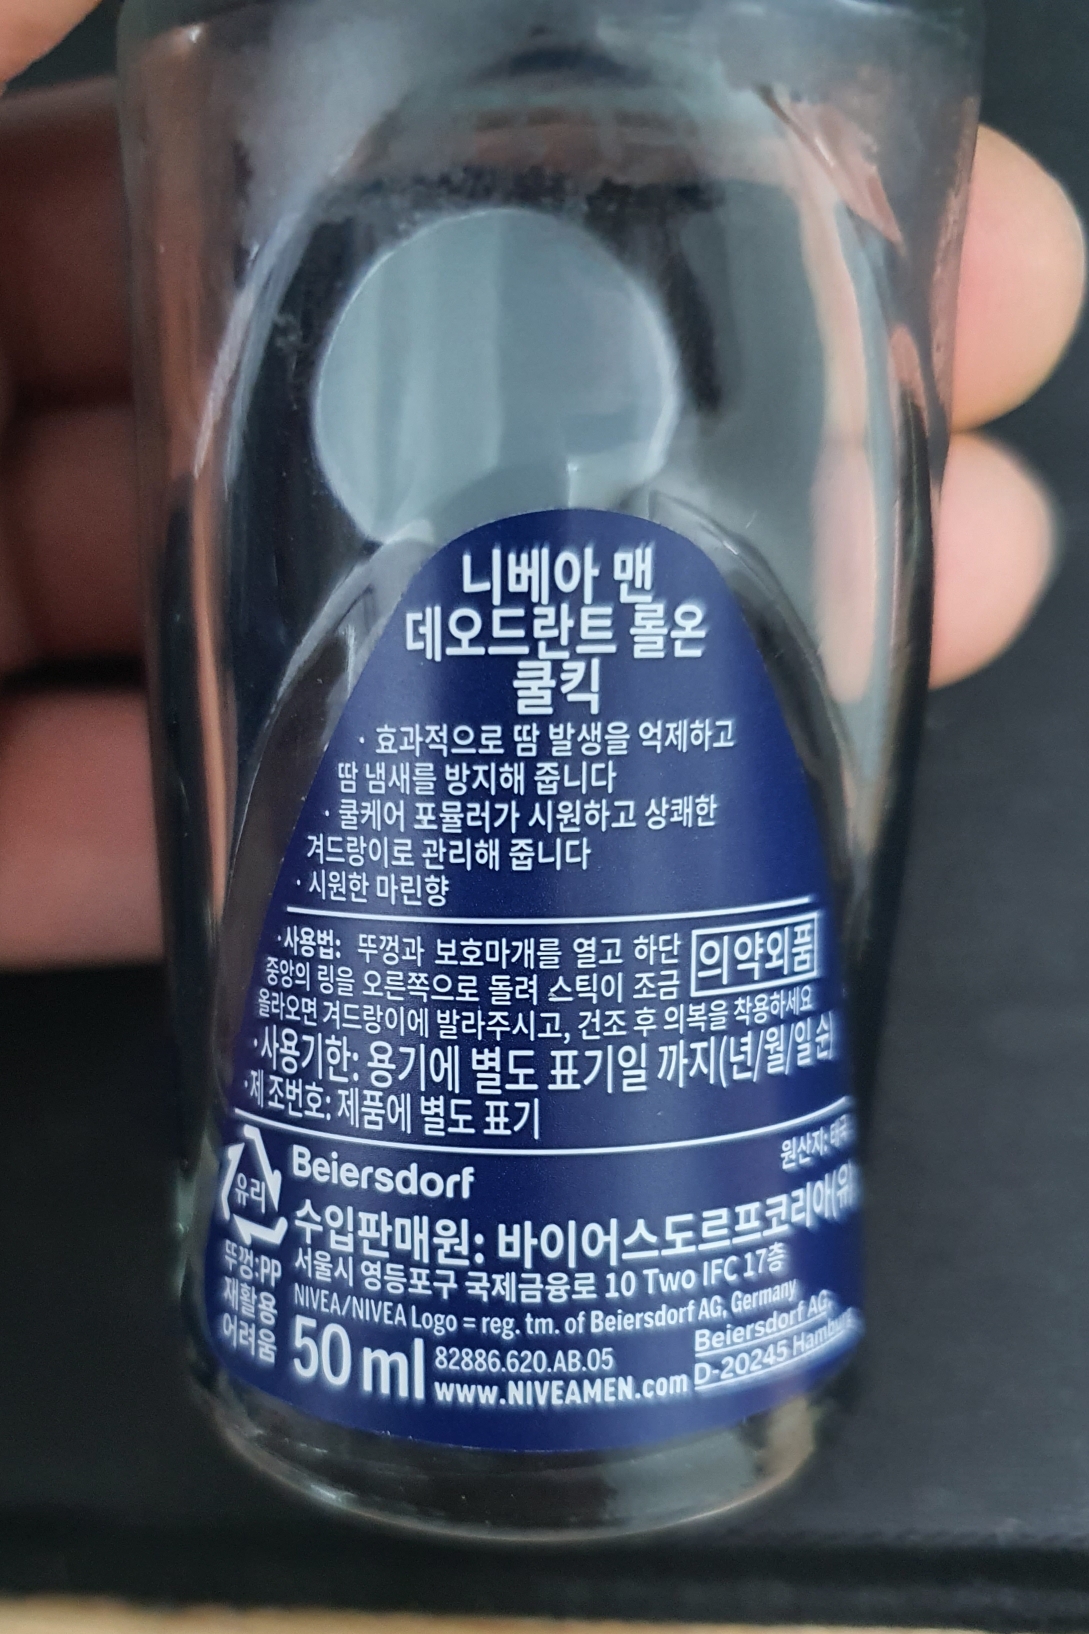 니베아 맨
데오드란트 롤온
쿨킥
· 효과적으로 땀 발생을 억제하고
땀 냄새를 방지해 줍니다
· 쿨케어 포뮬러가 시원하고 상쾌한
겨드랑이로 관리해 줍니다
· 시원한 마린향
·사용법: 뚜껑과 보호마개를 열고 하단
중앙의 링을 오른쪽으로 돌려 스틱이 조금
올라오면 겨드랑이에 발라주시고, 건조 후 의복을 착용하세요
의약외품
·사용기한: 용기에 별도 표기일 까지(년/월/일순)
·제조번호: 제품에 별도 표기
원산지: 태국
Beiersdorf
유리
뚜껑:PP
재활용
어려움
수입판매원: 바이어스도르프코리아(유)
서울시 영등포구 국제금융로 10 Two IFC 17층
NIVEA/NIVEA Logo = reg. tm. of Beiersdorf AG, Germany
50 ml
82886.620.AB.05
www.NIVEAMEN.com
Beiersdorf AG,
D-20245 Hamburg